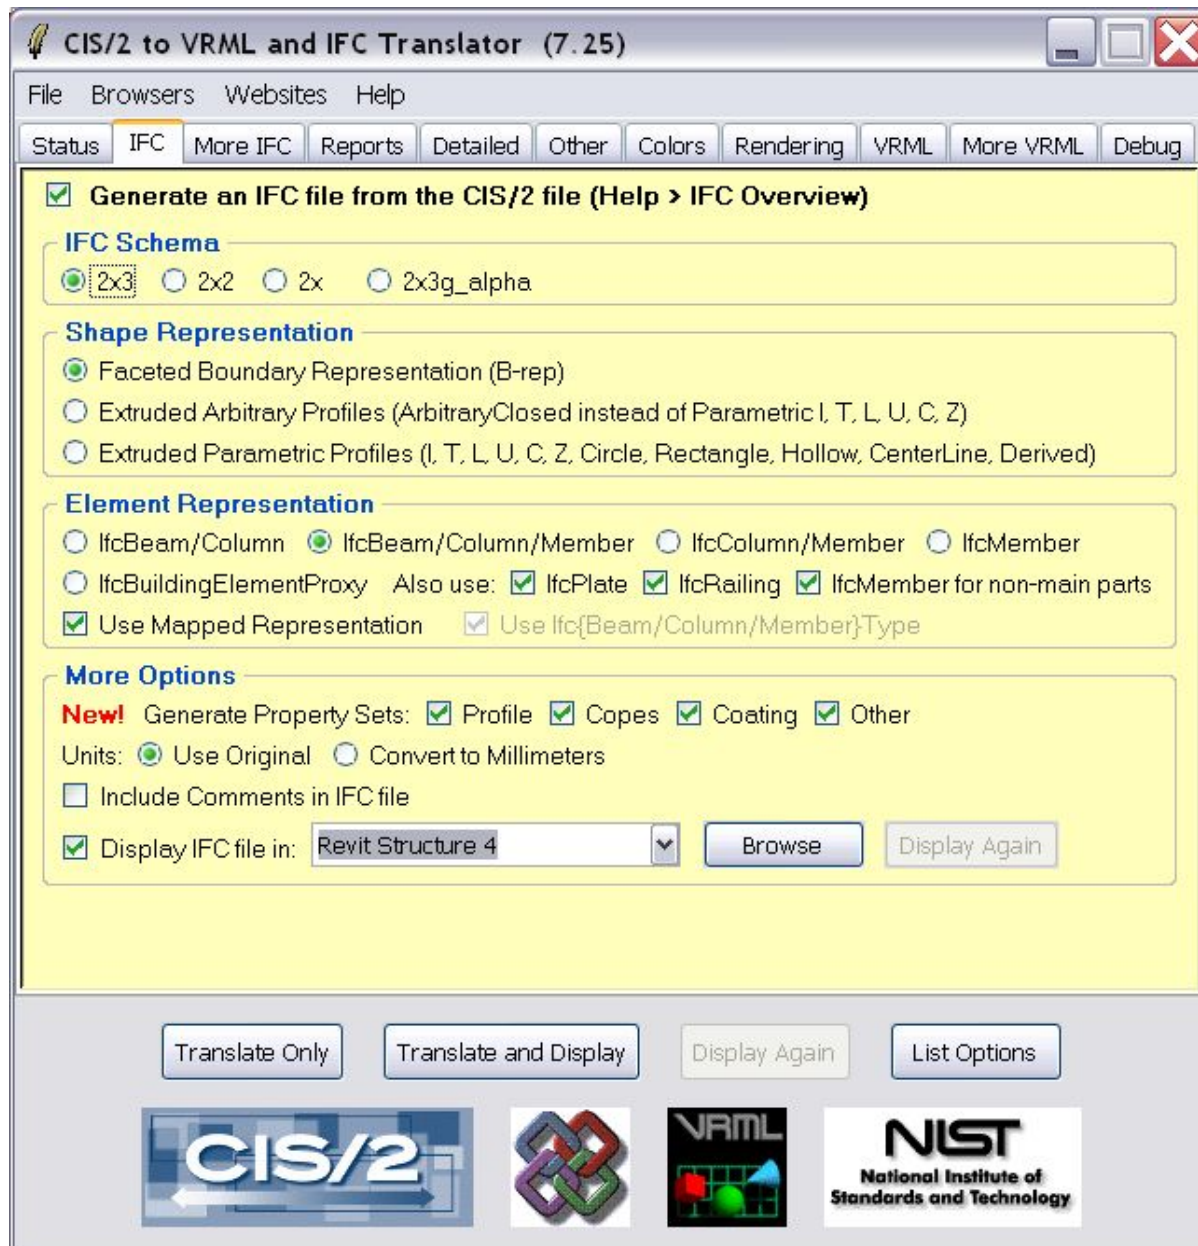 CIS/2 to VRML and IFC Translator (7.25)
File Browsers Websites Help
Status IFC More IFC Reports Detailed Other Colors Rendering VRML More VRML Debug
Generate an IFC file from the CIS/2 file (Help > IFC Overview)
IFC Schema
2x3 2x2 2x 2x3g_alpha
Shape Representation
Faceted Boundary Representation (B-rep)
Extruded Arbitrary Profiles (ArbitraryClosed instead of Parametric I, T, L, U, C, Z)
Extruded Parametric Profiles (I, T, L, U, C, Z, Circle, Rectangle, Hollow, CenterLine, Derived)
Element Representation
IfcBeam/Column IfcBeam/Column/Member IfcColumn/Member IfcMember
IfcBuildingElementProxy Also use: IfcPlate IfcRailing IfcMember for non-main parts
Use Mapped Representation Use Ifc{Beam/Column/Member}Type
More Options
New! Generate Property Sets: Profile Copes Coating Other
Units: Use Original Convert to Millimeters
Include Comments in IFC file
Display IFC file in: Revit Structure 4 Browse Display Again
Translate Only Translate and Display Display Again List Options
CIS/2 VRML NIST
National Institute of
Standards and Technology